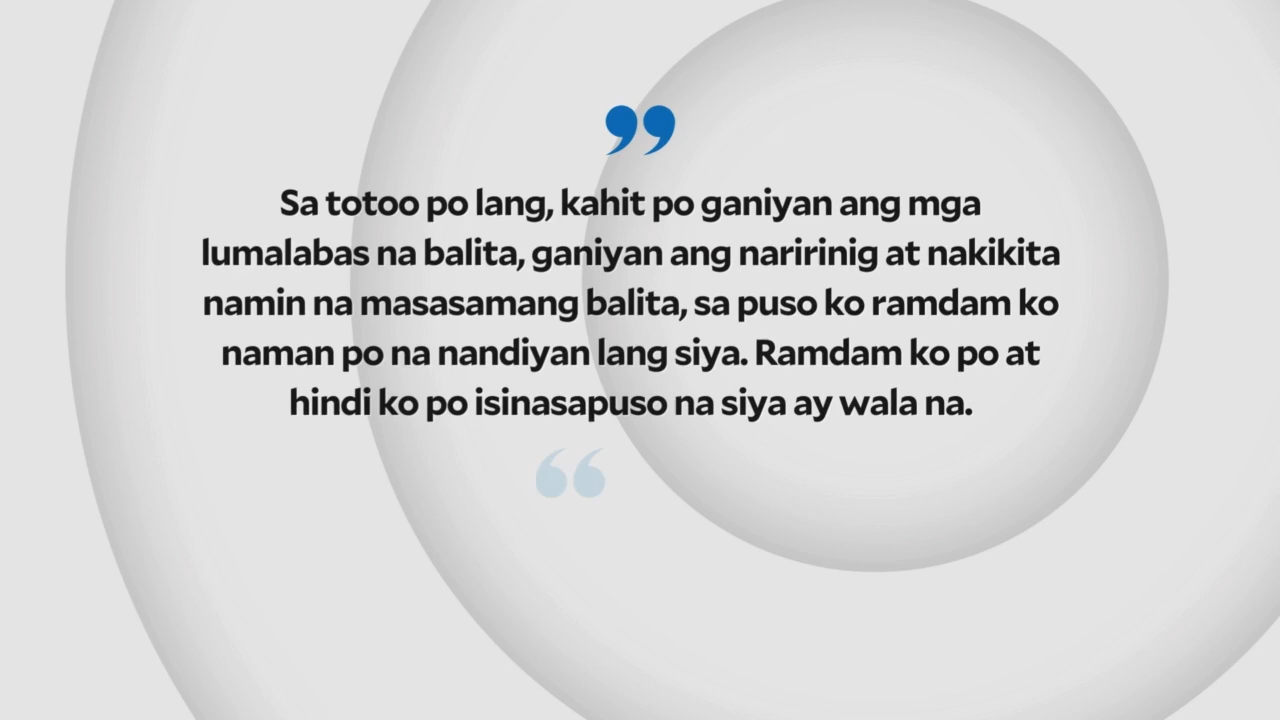 ”
Sa totoo po lang, kahit po ganiyan ang mga
lumalabas na balita, ganiyan ang naririnig at nakikita
namin na masasamang balita, sa puso ko ramdam ko
naman po na nandiyan lang siya. Ramdam ko po at
hindi ko po isinasapuso na siya ay wala na.
“